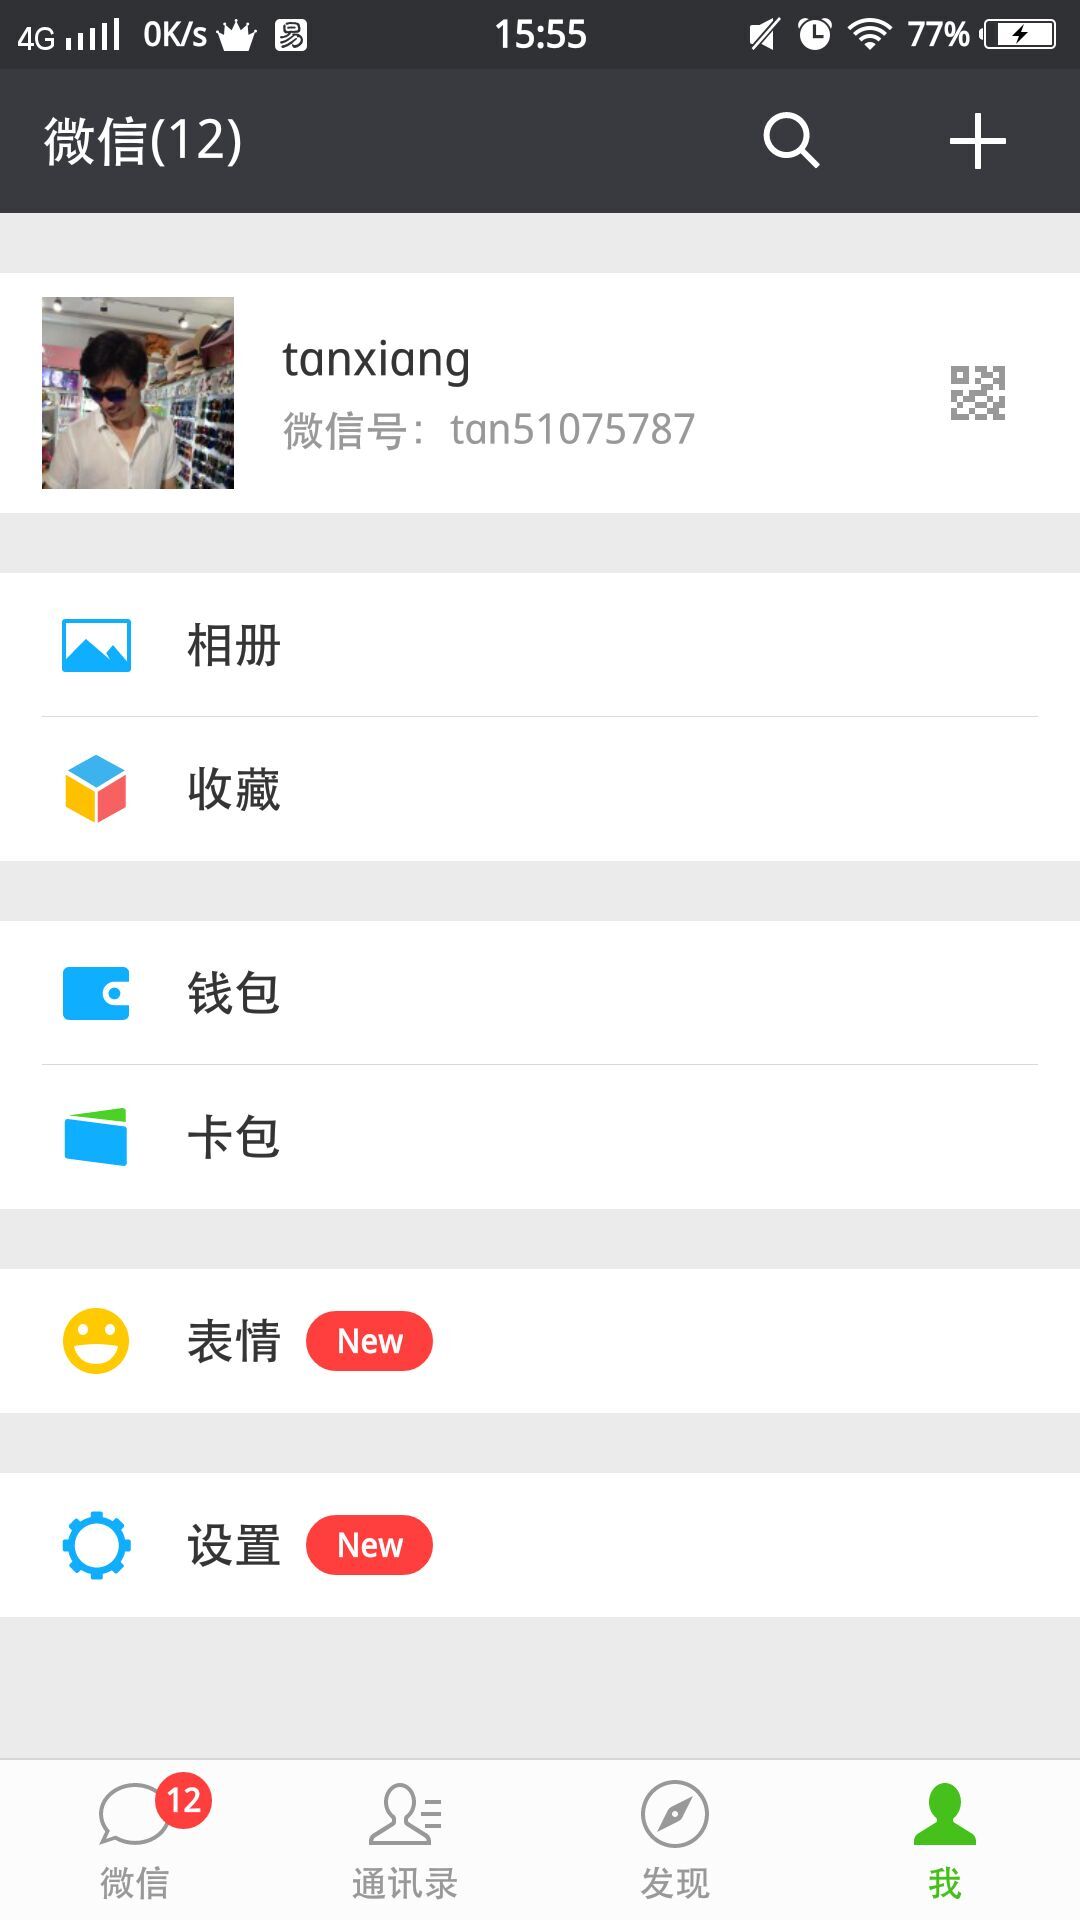 4G 0K/s 易 15:55 77%
微信(12)
tanxiang
微信号：tan51075787
相册
收藏
钱包
卡包
表情 New
设置 New
12
微信 通讯录 发现 我